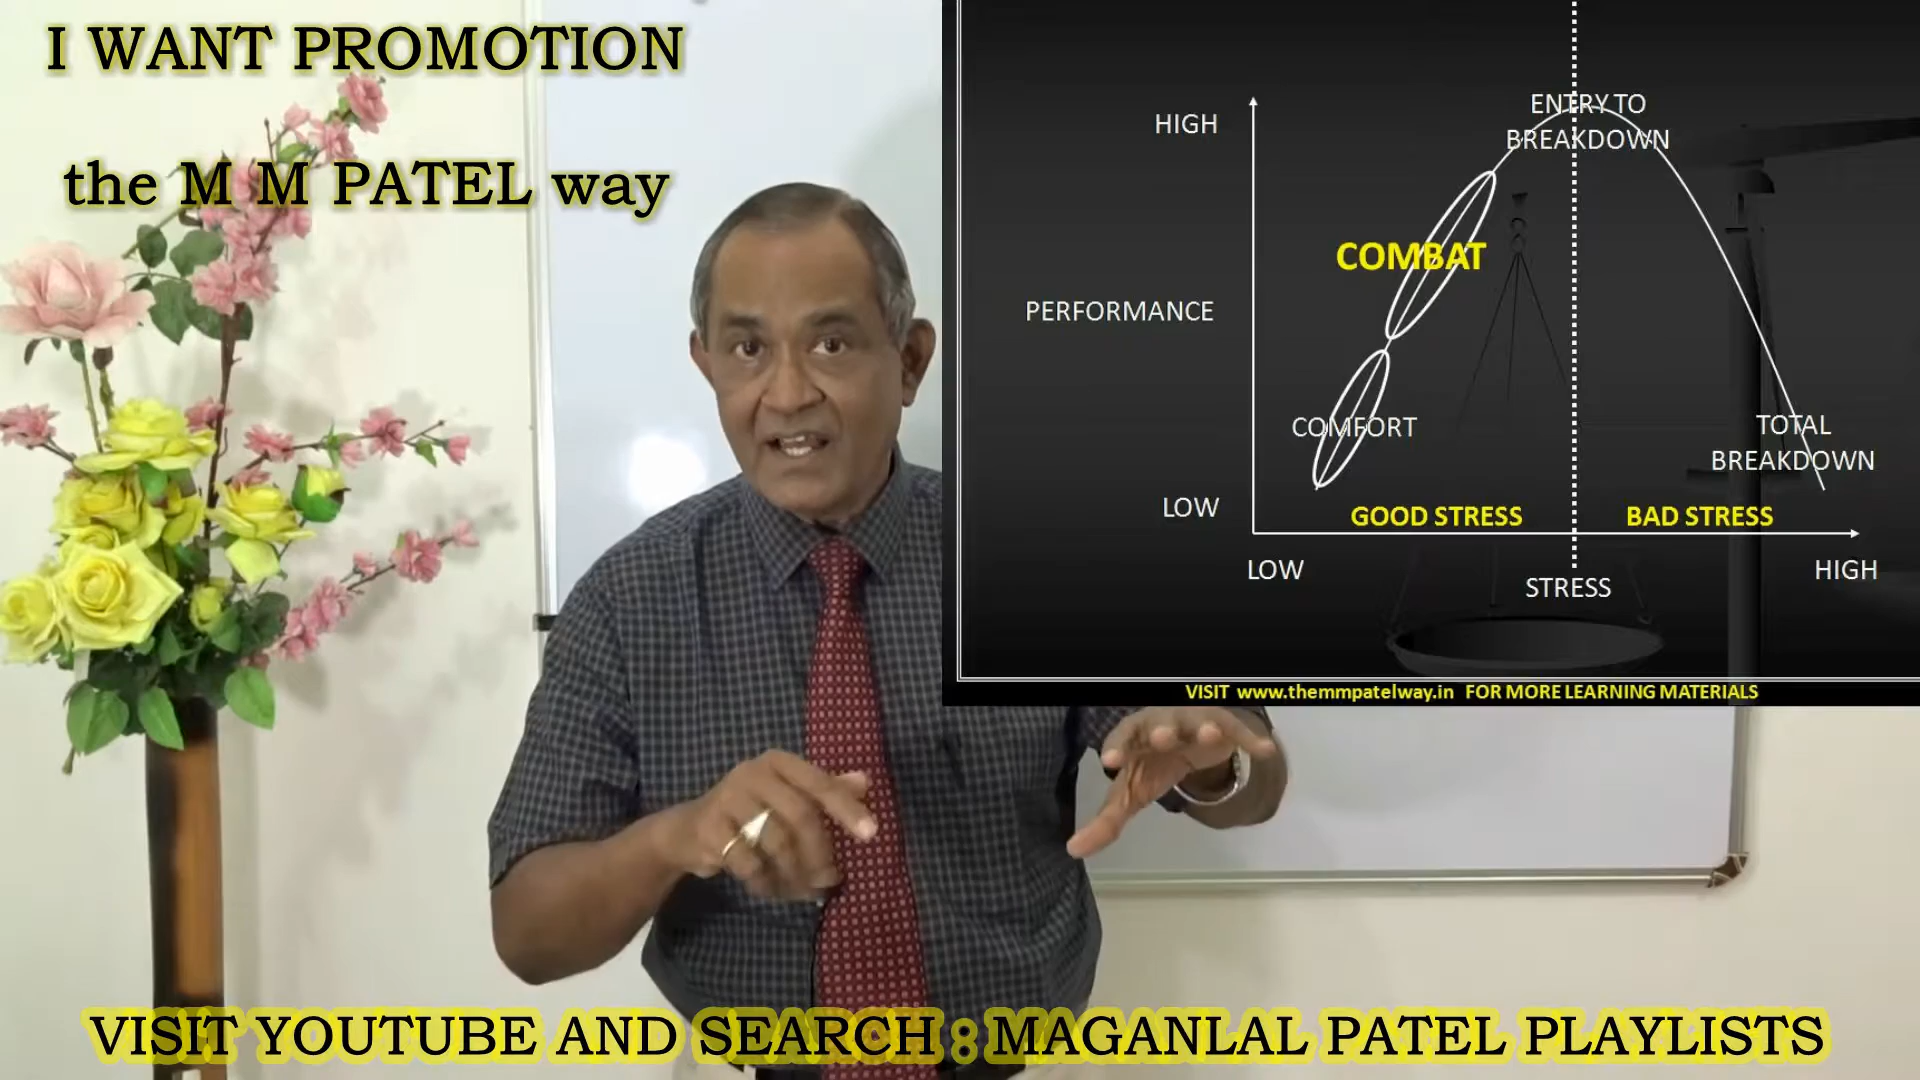 I WANT PROMOTION
the M M PATEL way
ENTRY TO
BREAKDOWN
HIGH
COMBAT
PERFORMANCE
COMFORT
TOTAL
BREAKDOWN
LOW
GOOD STRESS
BAD STRESS
LOW
STRESS
HIGH
VISIT www.themmpatelway.in FOR MORE LEARNING MATERIALS
VISIT YOUTUBE AND SEARCH : MAGANLAL PATEL PLAYLISTS